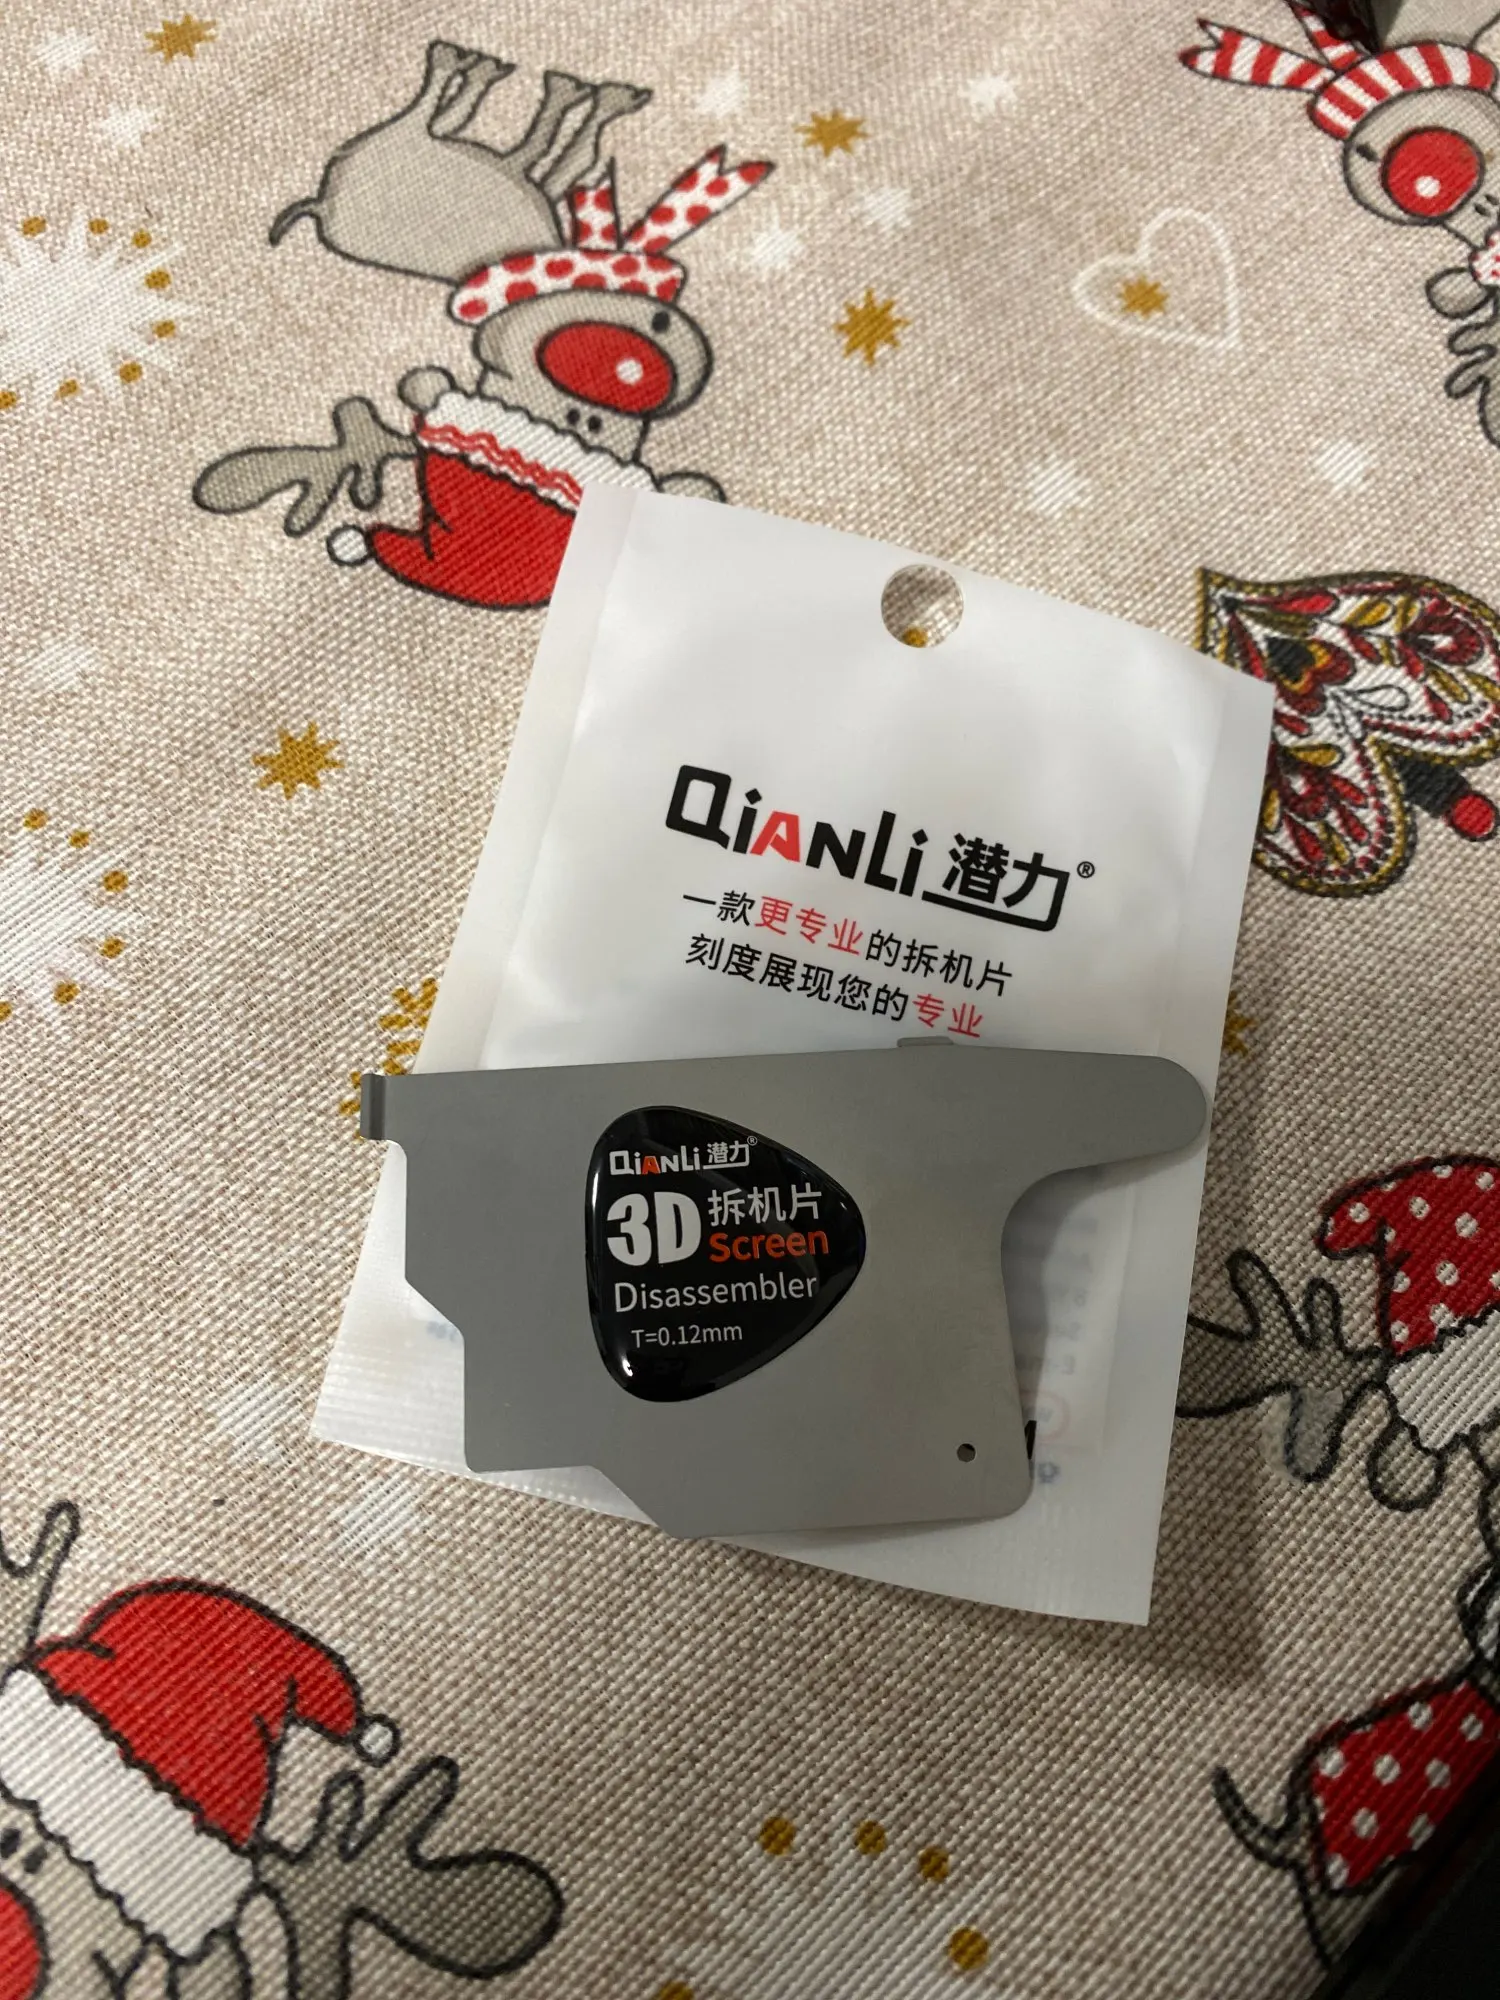 QiANLi 潜力®
一款更专业的拆机片
刻度展现您的专业
QiANLi 潜力®
3D 拆机片
Screen
Disassembler
T=0.12mm